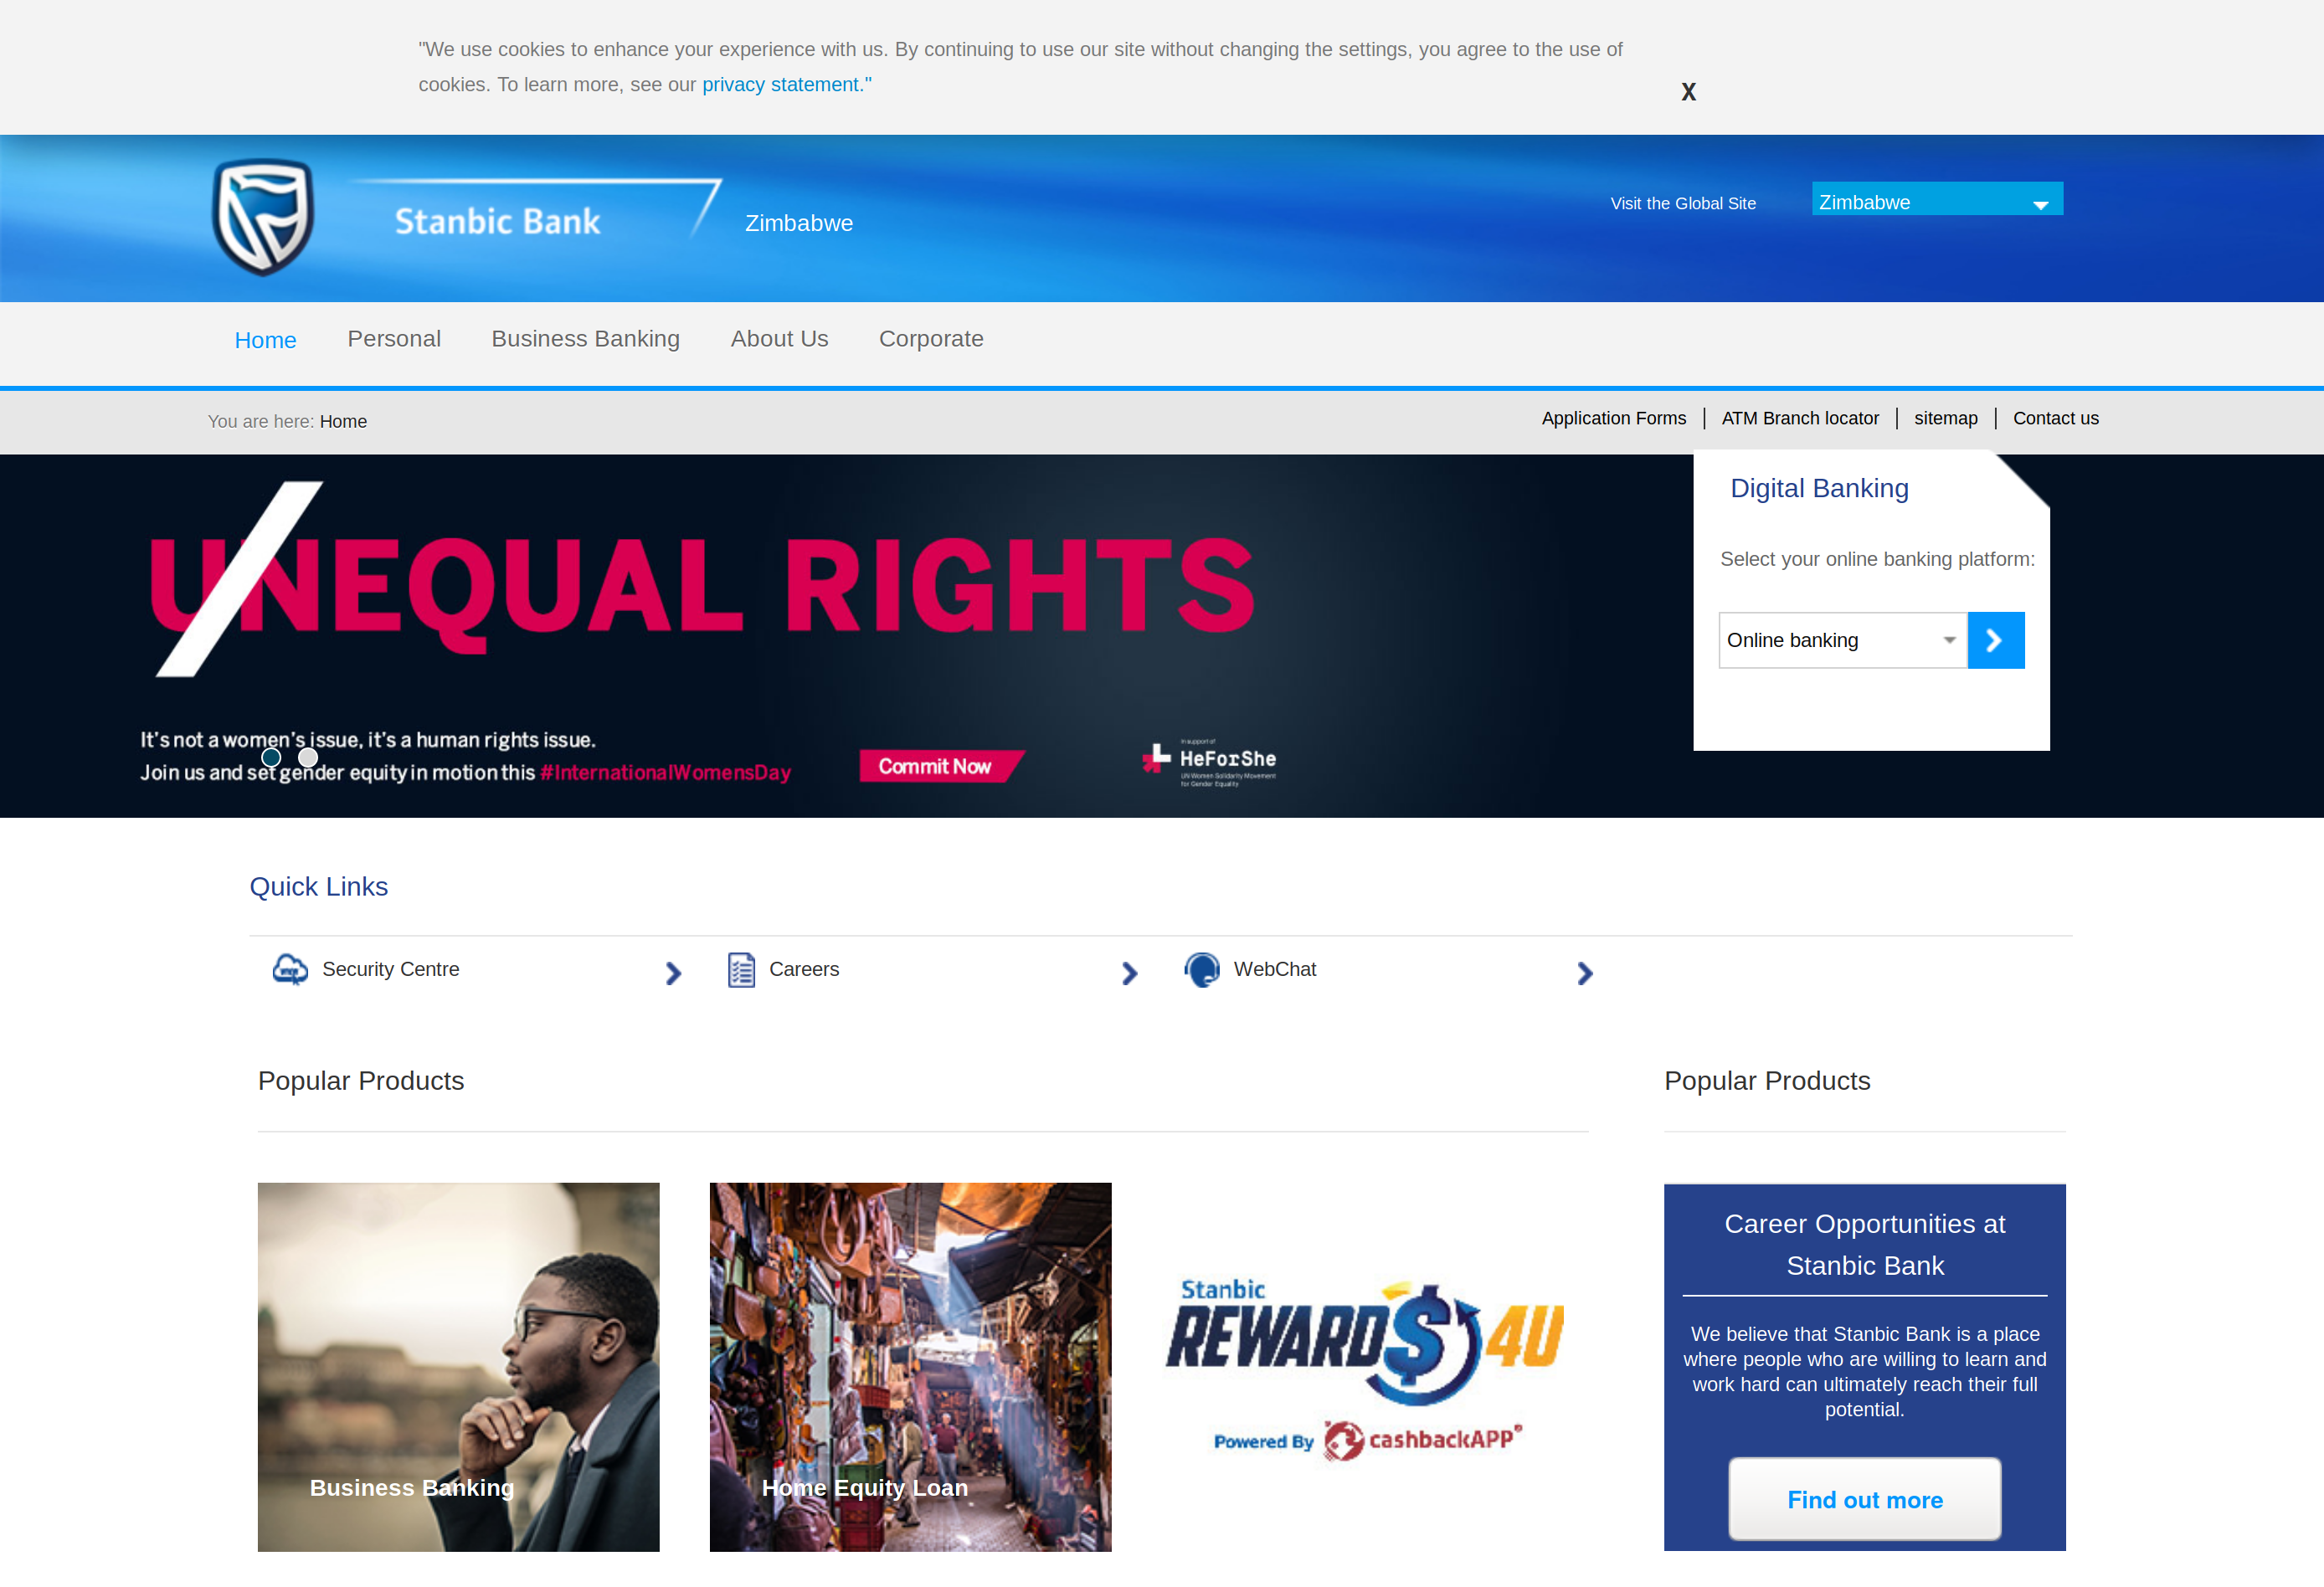 "We use cookies to enhance your experience with us. By continuing to use our site without changing the settings, you agree to the use of
cookies. To learn more, see our privacy statement."
X
Stanbic Bank
Zimbabwe
Visit the Global Site
Zimbabwe
Home
Personal
Business Banking
About Us
Corporate
You are here: Home
Application Forms
ATM Branch locator
sitemap
Contact us
UNEQUAL RIGHTS
Digital Banking
Select your online banking platform:
Online banking
It's not a women's issue, it's a human rights issue.
Join us and set gender equity in motion this #InternationalWomensDay
Commit Now
In support of
HeForShe
UN Women Solidarity Movement
for Gender Equality
Quick Links
Security Centre
Careers
WebChat
Popular Products
Popular Products
Business Banking
Home Equity Loan
Stanbic
REWARD$ 4U
Powered By cashbackAPP
Career Opportunities at
Stanbic Bank
We believe that Stanbic Bank is a place
where people who are willing to learn and
work hard can ultimately reach their full
potential.
Find out more